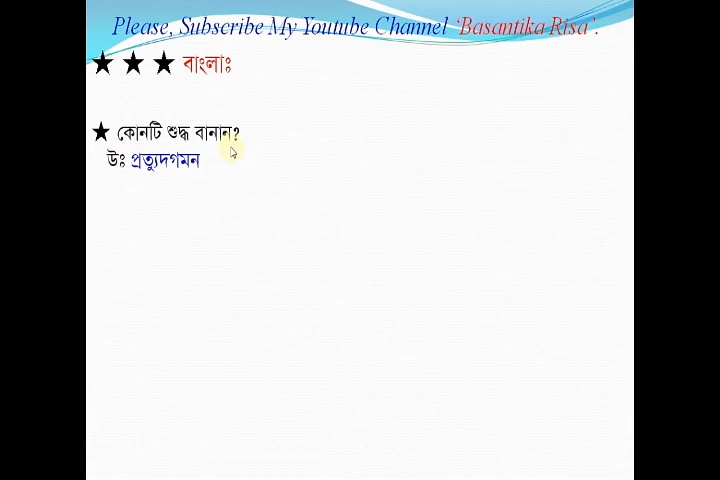 Please, Subscribe My Youtube Channel ‘Basantika Risa’.
★ ★ ★ বাংলাঃ
★ কোনটি শুদ্ধ বানান?
উঃ প্রত্যুদগমন